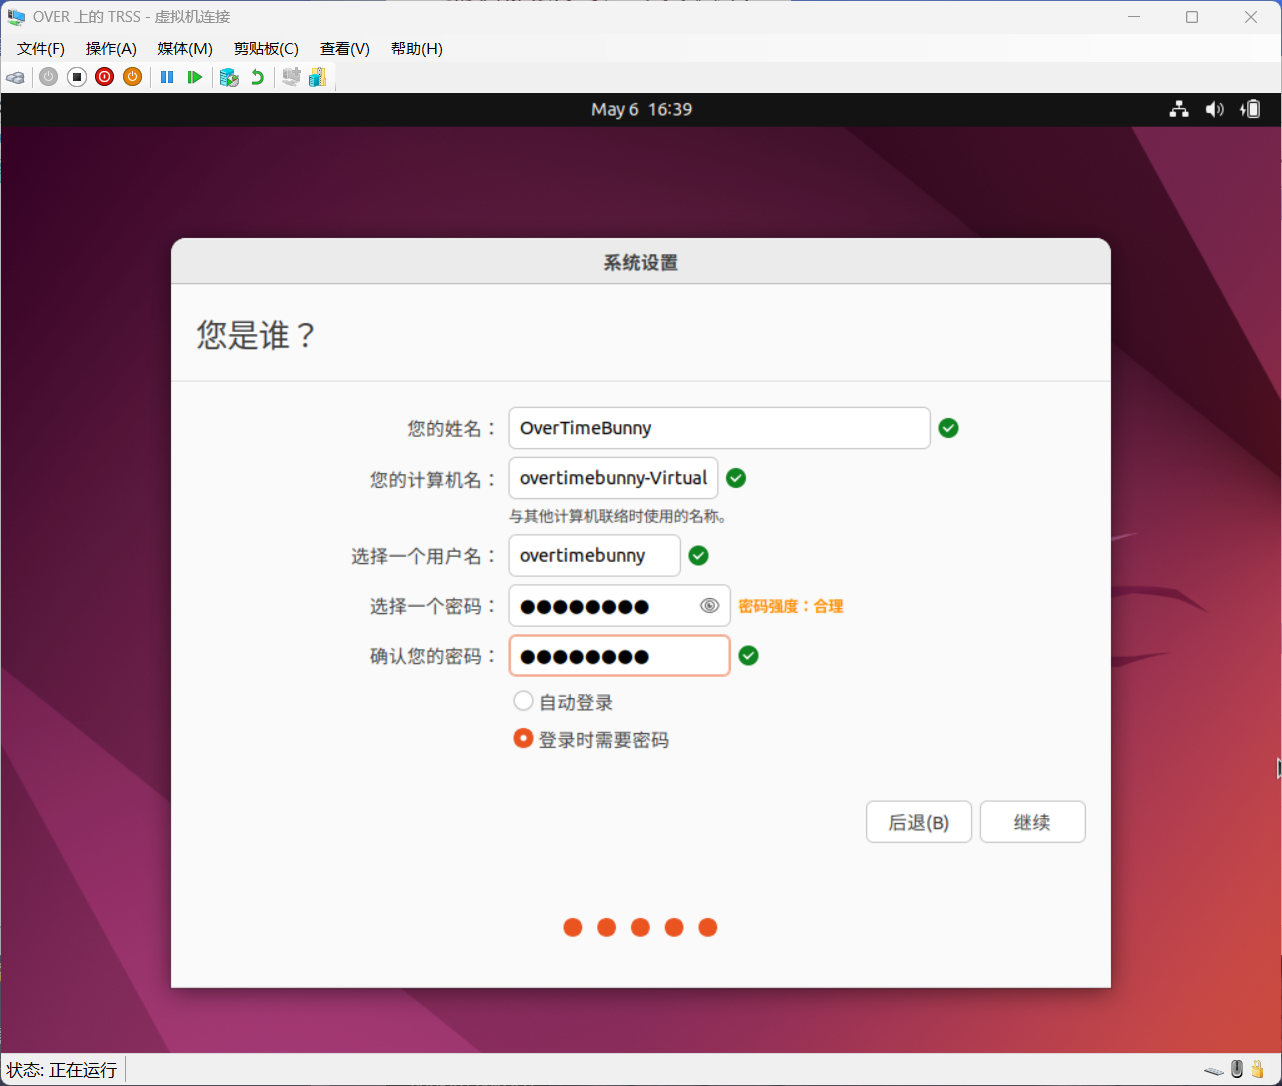 OVER 上的 TRSS - 虚拟机连接
文件(F) 操作(A) 媒体(M) 剪贴板(C) 查看(V) 帮助(H)
May 6 16:39
系统设置
您是谁？
您的姓名： OverTimeBunny
您的计算机名： overtimebunny-Virtual
与其他计算机联络时使用的名称。
选择一个用户名： overtimebunny
选择一个密码： ●●●●●●●● 密码强度：合理
确认您的密码： ●●●●●●●●
自动登录
登录时需要密码
后退(B) 继续
状态: 正在运行